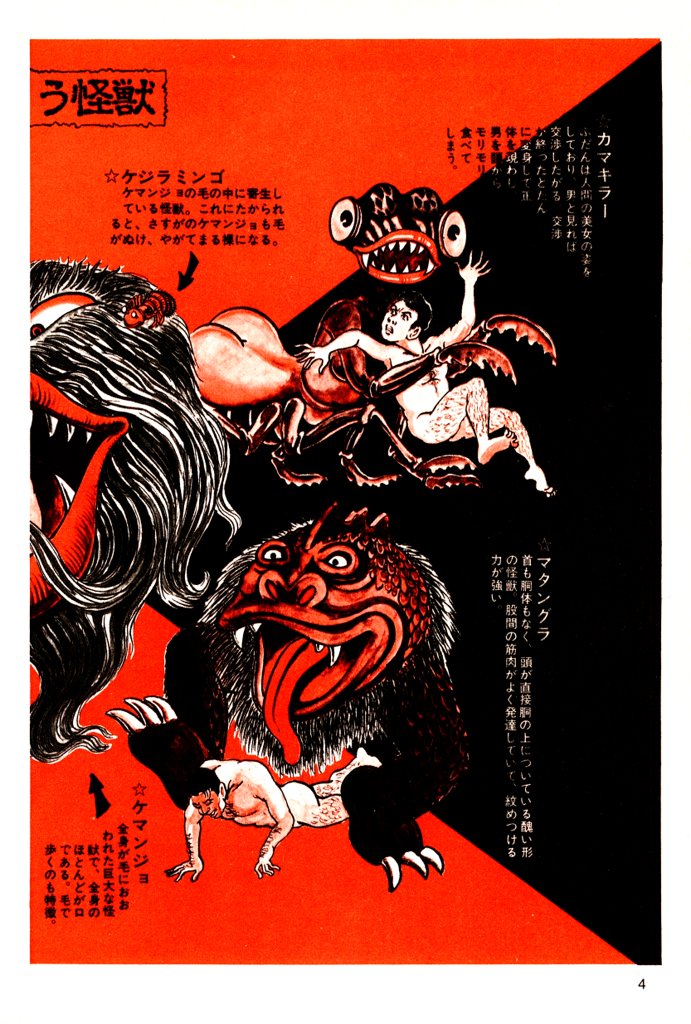 う怪獣
☆カマキラー
ふだんは人間の美女の姿を
しており、男と見れば
交渉したがる 交渉
が終ったとたん
に変身して正
体を現わし
男を頭から
モリモリ
食べて
しまう。
☆ケジラミンゴ
ケマンジョの毛の中に寄生し
ている怪獣。これにたかられ
ると、さすがのケマンジョも毛
がぬけ、やがてまる裸になる。
☆マタングラ
首も胴体もなく、頭が直接胴の上についている醜い形
の怪獣。股間の筋肉がよく発達していて、絞めつける
力が強い。
☆ケマンジョ
全身が毛におお
われた巨大な怪
獣で、全身の
ほとんどが口
である。毛で
歩くのも特徴。
4